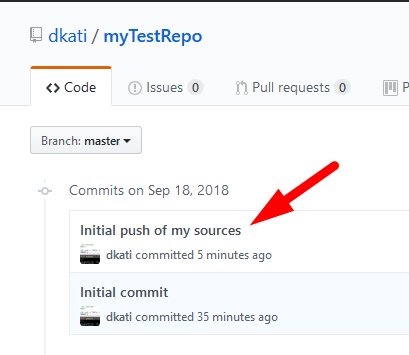 dkati / myTestRepo
Code Issues 0 Pull requests 0 P
Branch: master
Commits on Sep 18, 2018
Initial push of my sources
dkati committed 5 minutes ago
Initial commit
dkati committed 35 minutes ago